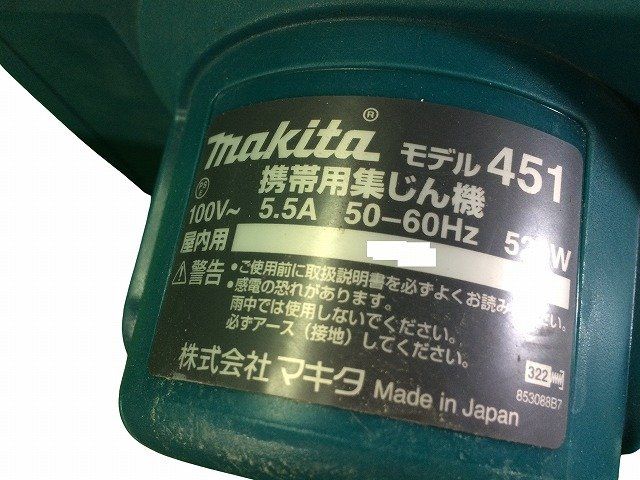 makita® モデル 451
携帯用集じん機
100V~ 5.5A 50-60Hz
屋内用
⚠警告
•ご使用前に取扱説明書を必ずよくお読みください。
•感電の恐れがあります。
雨中では使用しないでください。
必ずアース（接地）してください。
株式会社 マキタ Made in Japan
322
853088B7